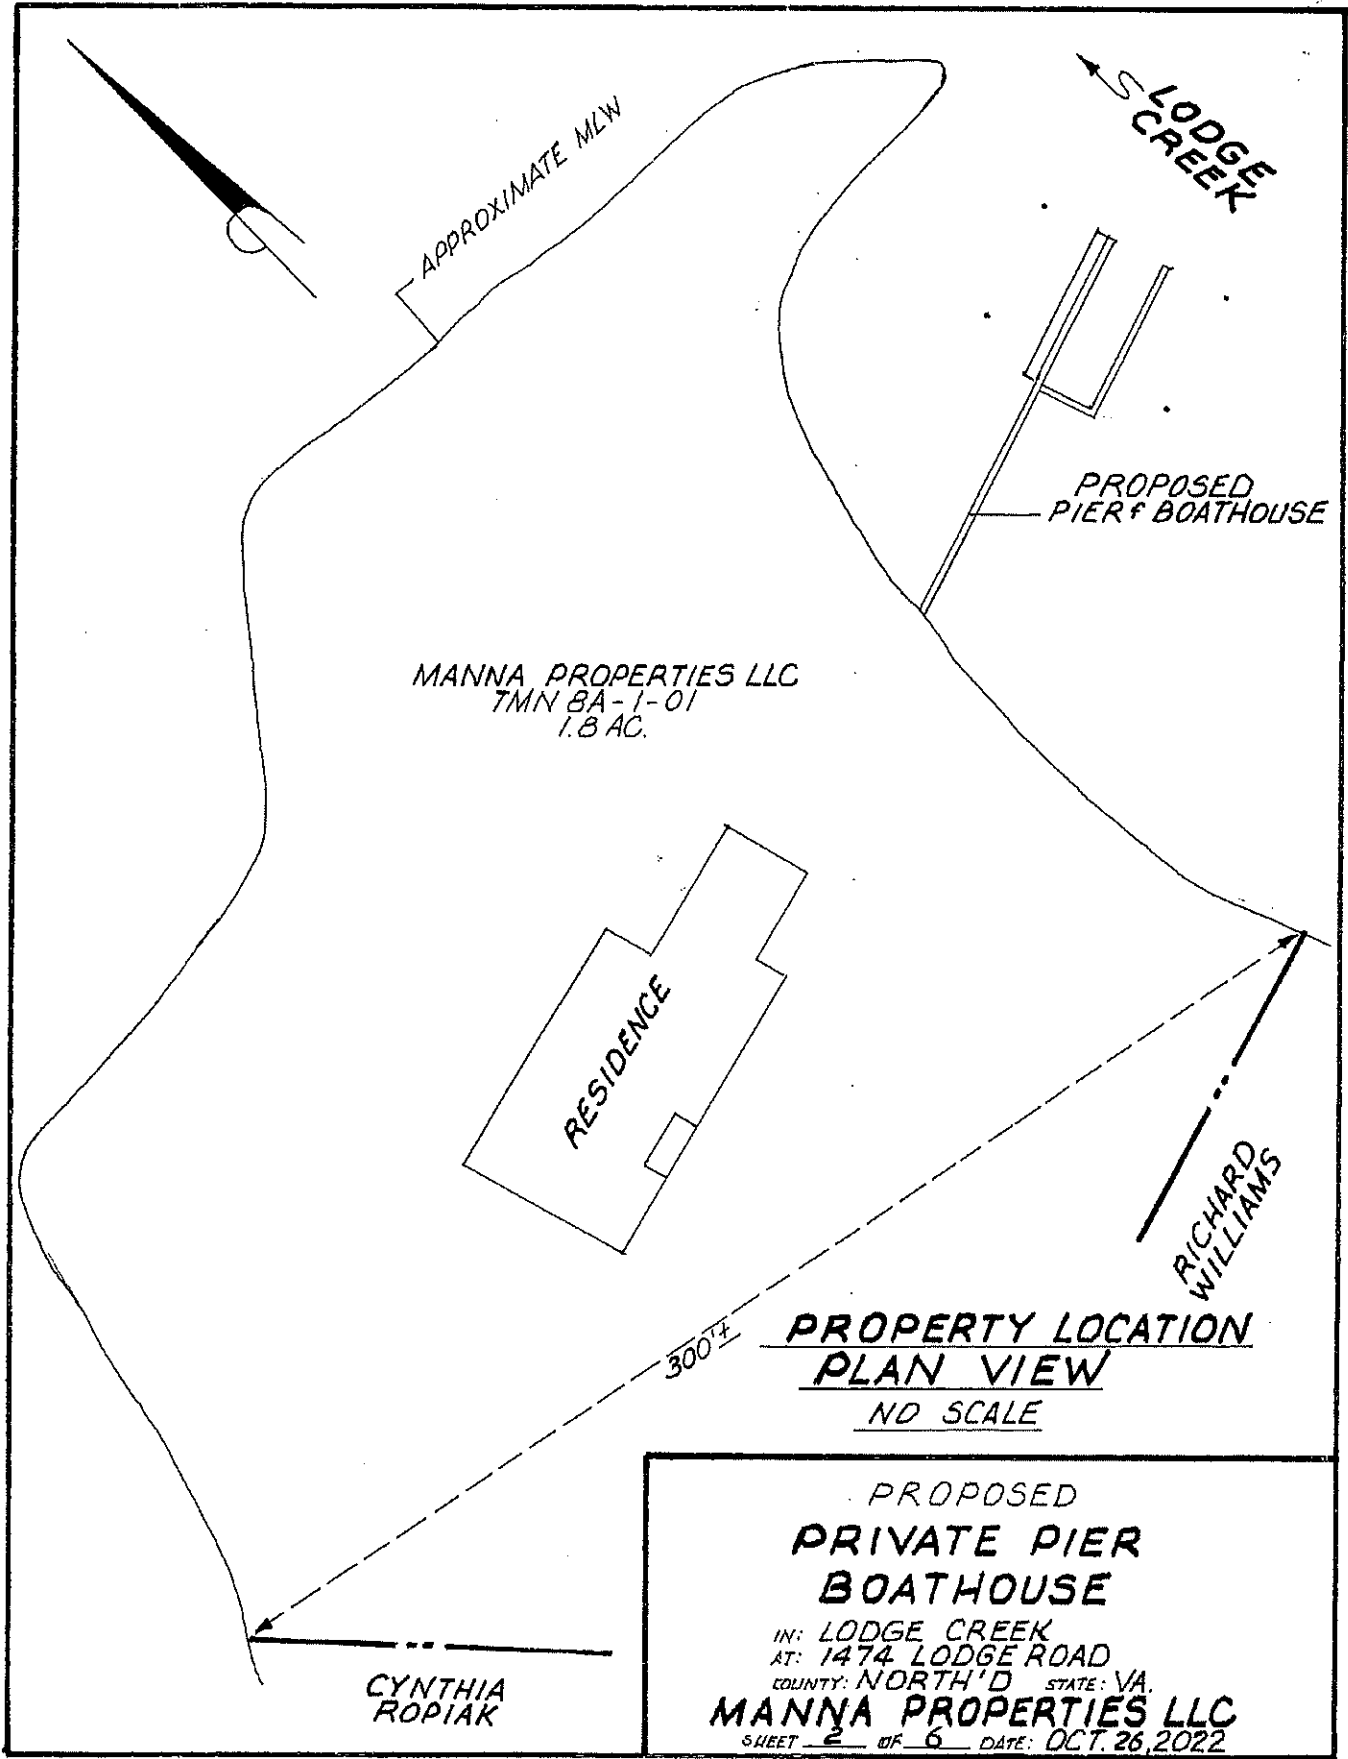 LODGE
CREEK
APPROXIMATE MLW
PROPOSED
PIER & BOATHOUSE
MANNA PROPERTIES LLC
TMN 8A-1-01
1.8 AC.
RESIDENCE
RICHARD
WILLIAMS
300'±
PROPERTY LOCATION
PLAN VIEW
NO SCALE
CYNTHIA
ROPIAK
PROPOSED
PRIVATE PIER
BOATHOUSE
IN: LODGE CREEK
AT: 1474 LODGE ROAD
COUNTY: NORTH'D STATE: VA.
MANNA PROPERTIES LLC
SHEET 2 OF 6 DATE: OCT. 26, 2022